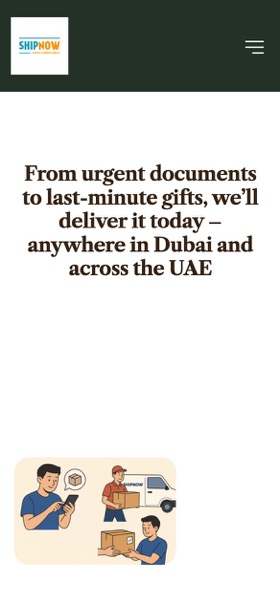 SHIPNOW
From urgent documents
to last-minute gifts, we’ll
deliver it today –
anywhere in Dubai and
across the UAE
SHIPNOW